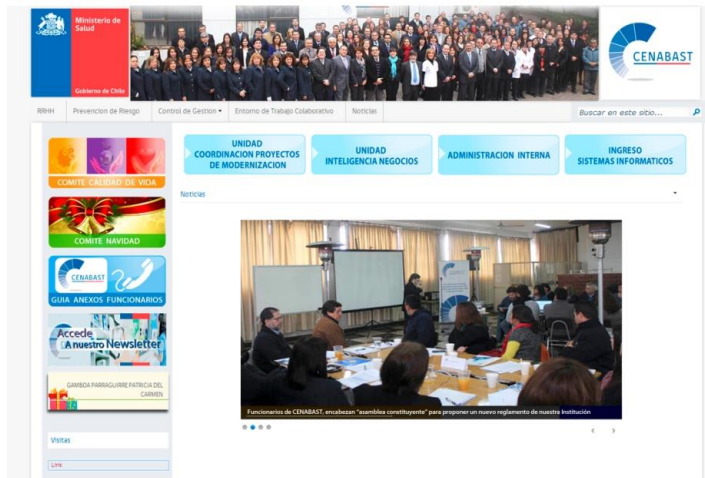 Ministerio de
Salud
Gobierno de Chile
CENABAST
RRHH
Prevencion de Riesgo
Control de Gestion
Entorno de Trabajo Colaborativo
Noticias
Buscar en este sitio...
COMITE CALIDAD DE VIDA
COMITE NAVIDAD
CENABAST
GUIA ANEXOS FUNCIONARIOS
Accede
A nuestro Newsletter
GAMBOA PARRAGUIRRE PATRICIA DEL
CARMEN
Visitas
Link
UNIDAD
COORDINACION PROYECTOS
DE MODERNIZACION
UNIDAD
INTELIGENCIA NEGOCIOS
ADMINISTRACION INTERNA
INGRESO
SISTEMAS INFORMATICOS
Noticias
Funcionarios de CENABAST, encabezan "asamblea constituyente" para proponer un nuevo reglamento de nuestra Institución